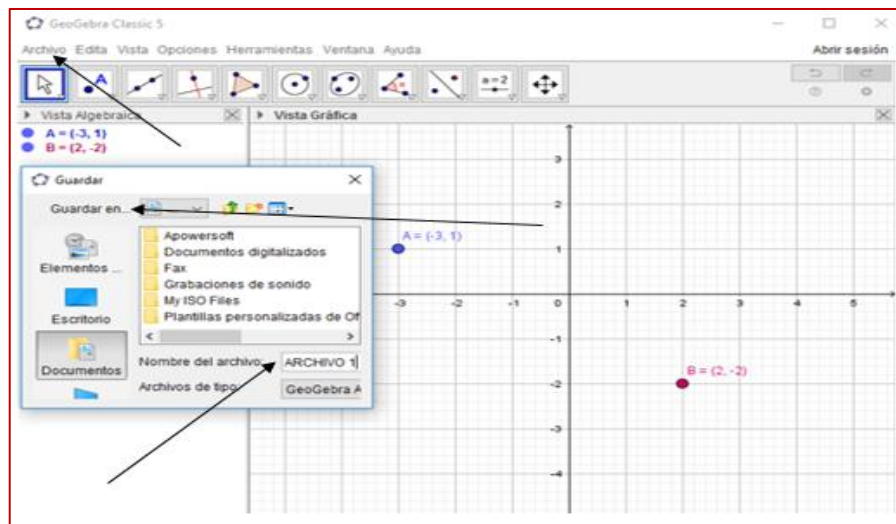 GeoGebra Classic 5
Archivo Edita Vista Opciones Herramientas Ventana Ayuda
Abrir sesión
A
a=2
Vista Algebraica
Vista Gráfica
A = (-3, 1)
B = (2, -2)
Guardar
Guardar en...
Elementos ...
Escritorio
Documentos
Apowersoft
Documentos digitalizados
Fax
Grabaciones de sonido
My ISO Files
Plantillas personalizadas de Of
Nombre del archivo: ARCHIVO 1
Archivos de tipo: GeoGebra A
A = (-3, 1)
B = (2, -2)
3
2
1
-3 -2 -1 0 1 2 3 4 5
-1
-2
-3
-4